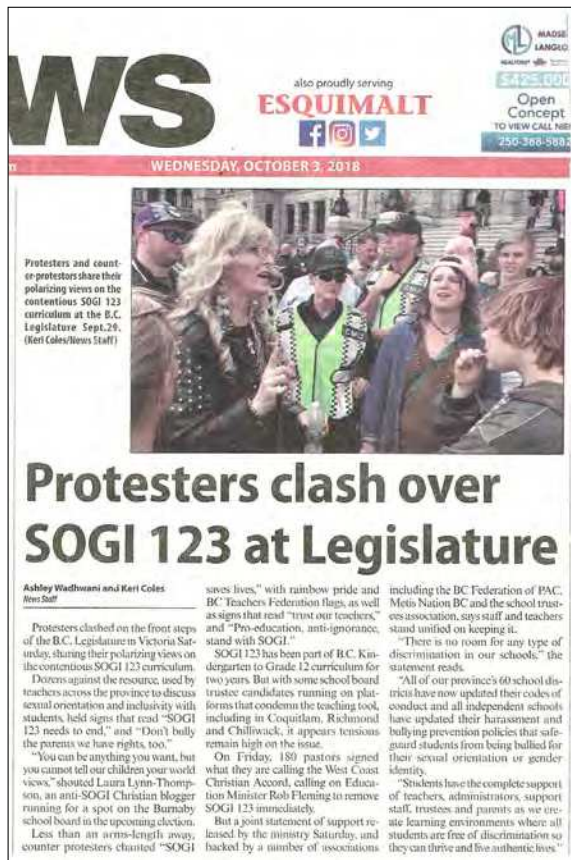 WS
also proudly serving
ESQUIMALT
MADSE
LANGLO
$425,000
Open
Concept
TO VIEW CALL
250-388-5882
WEDNESDAY, OCTOBER 3, 2018
Protesters and count-
er-protestors share their
polarizing views on the
contentious SOGI 123
curriculum at the B.C.
Legislature Sept.29.
(Keri Coles/News Staff)
Protesters clash over
SOGI 123 at Legislature
Ashley Wadhwani and Keri Coles
News Staff
Protesters clashed on the front steps
of the B.C. Legislature in Victoria Sat-
urday, sharing their polarizing views on
the contentious SOGI 123 curriculum.
Dozens against the resource, used by
teachers across the province to discuss
sexual orientation and inclusivity with
students, held signs that read “SOGI
123 needs to end,” and “Don't bully
the parents we have rights, too.”
“You can be anything you want, but
you cannot tell our children your world
views,” shouted Laura Lynn-Thomp-
son, an anti-SOGI Christian blogger
running for a spot on the Burnaby
school board in the upcoming election.
Less than an arms-length away,
counter protesters chanted “SOGI
saves lives,” with rainbow pride and
BC Teachers Federation flags, as well
as signs that read “trust our teachers,”
and “Pro-education, anti-ignorance,
stand with SOGI.”
SOGI 123 has been part of B.C. Kin-
dergarten to Grade 12 curriculum for
two years. But with some school board
trustee candidates running on plat-
forms that condemn the teaching tool,
including in Coquitlam, Richmond
and Chilliwack, it appears tensions
remain high on the issue.
On Friday, 180 pastors signed
what they are calling the West Coast
Christian Accord, calling on Educa-
tion Minister Rob Fleming to remove
SOGI 123 immediately.
But a joint statement of support re-
leased by the ministry Saturday, and
backed by a number of associations
including the BC Federation of PAC,
Metis Nation BC and the school trust-
ees association, says staff and teachers
stand unified on keeping it.
“There is no room for any type of
discrimination in our schools,” the
statement reads.
“All of our province's 60 school dis-
tricts have now updated their codes of
conduct and all independent schools
have updated their harassment and
bullying prevention policies that safe-
guard students from being bullied for
their sexual orientation or gender
identity.
“Students have the complete support
of teachers, administrators, support
staff, trustees and parents as we cre-
ate learning environments where all
students are free of discrimination so
they can thrive and live authentic lives.”